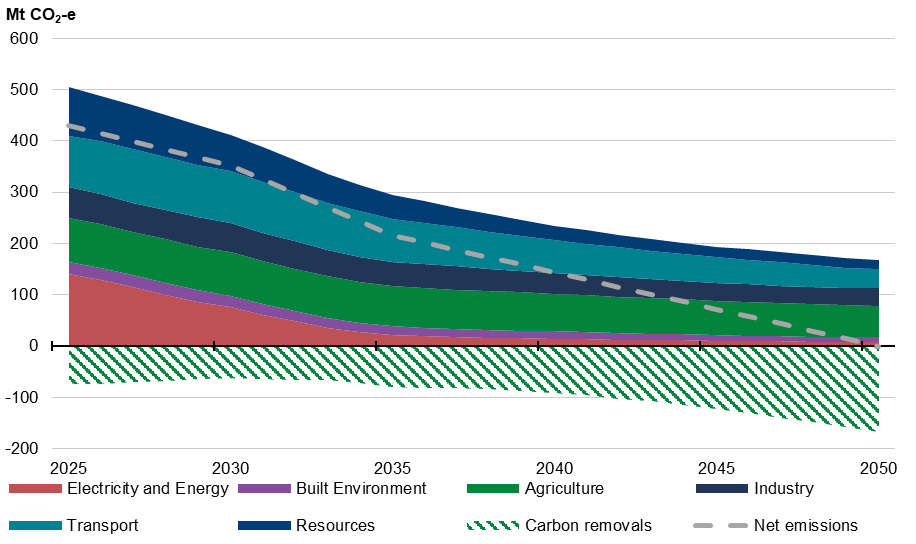 Mt CO₂-e
600
500
400
300
200
100
0
-100
-200
2025 2030 2035 2040 2045 2050
Electricity and Energy Built Environment Agriculture Industry
Transport Resources Carbon removals Net emissions